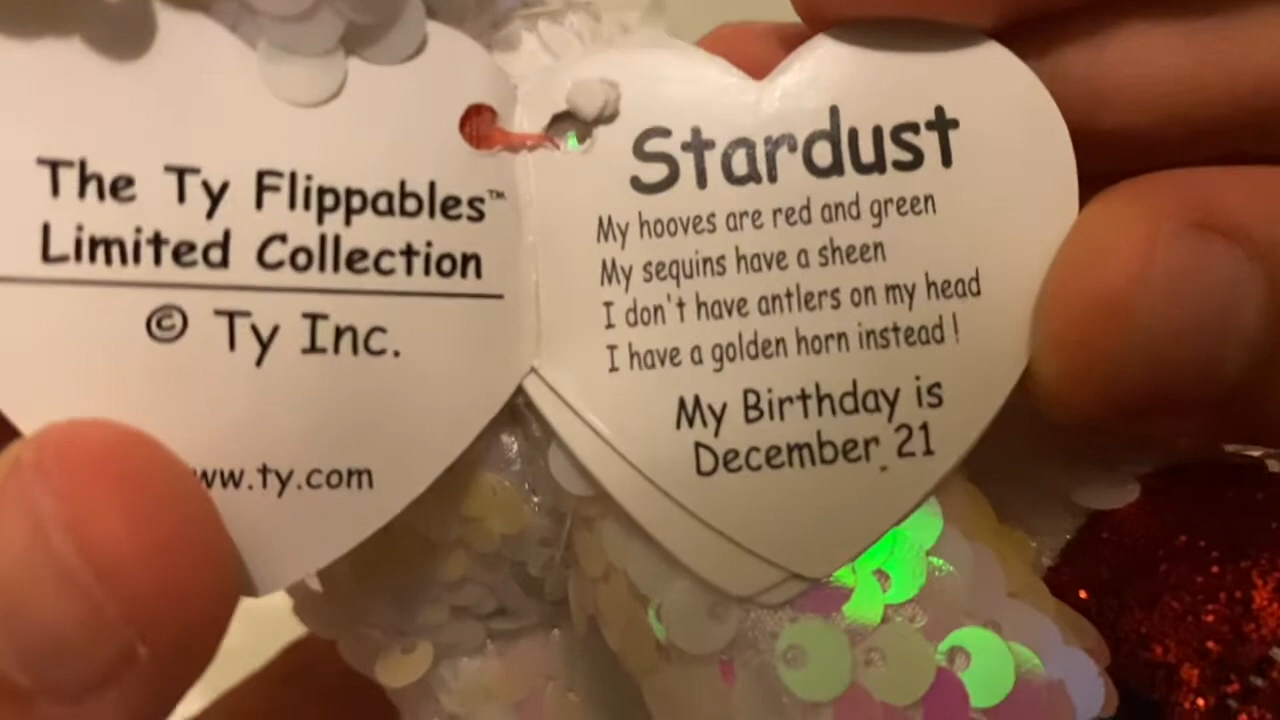 The Ty Flippables™
Limited Collection
© Ty Inc.
ww.ty.com
Stardust
My hooves are red and green
My sequins have a sheen
I don't have antlers on my head
I have a golden horn instead !
My Birthday is
December 21